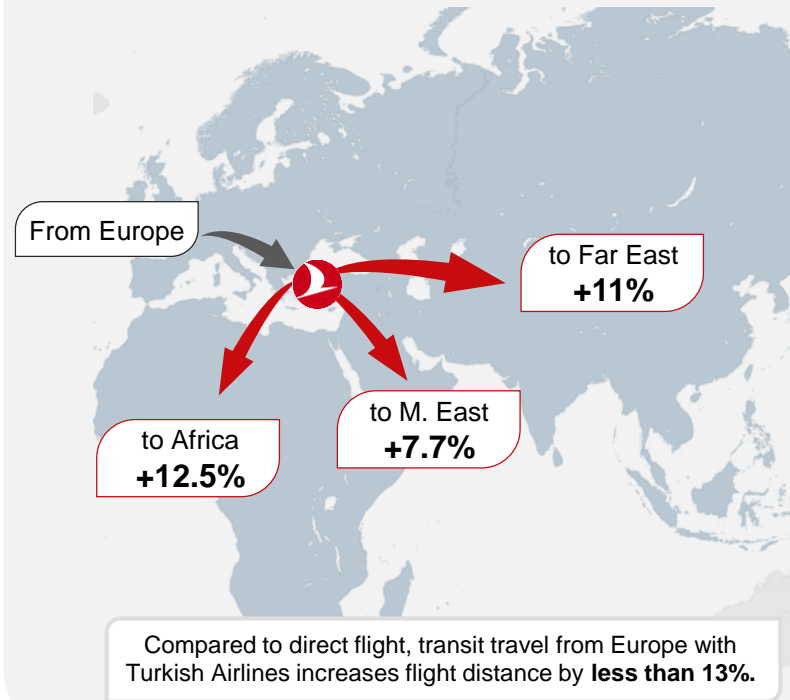 From Europe
to Far East
+11%
to M. East
+7.7%
to Africa
+12.5%
Compared to direct flight, transit travel from Europe with
Turkish Airlines increases flight distance by less than 13%.